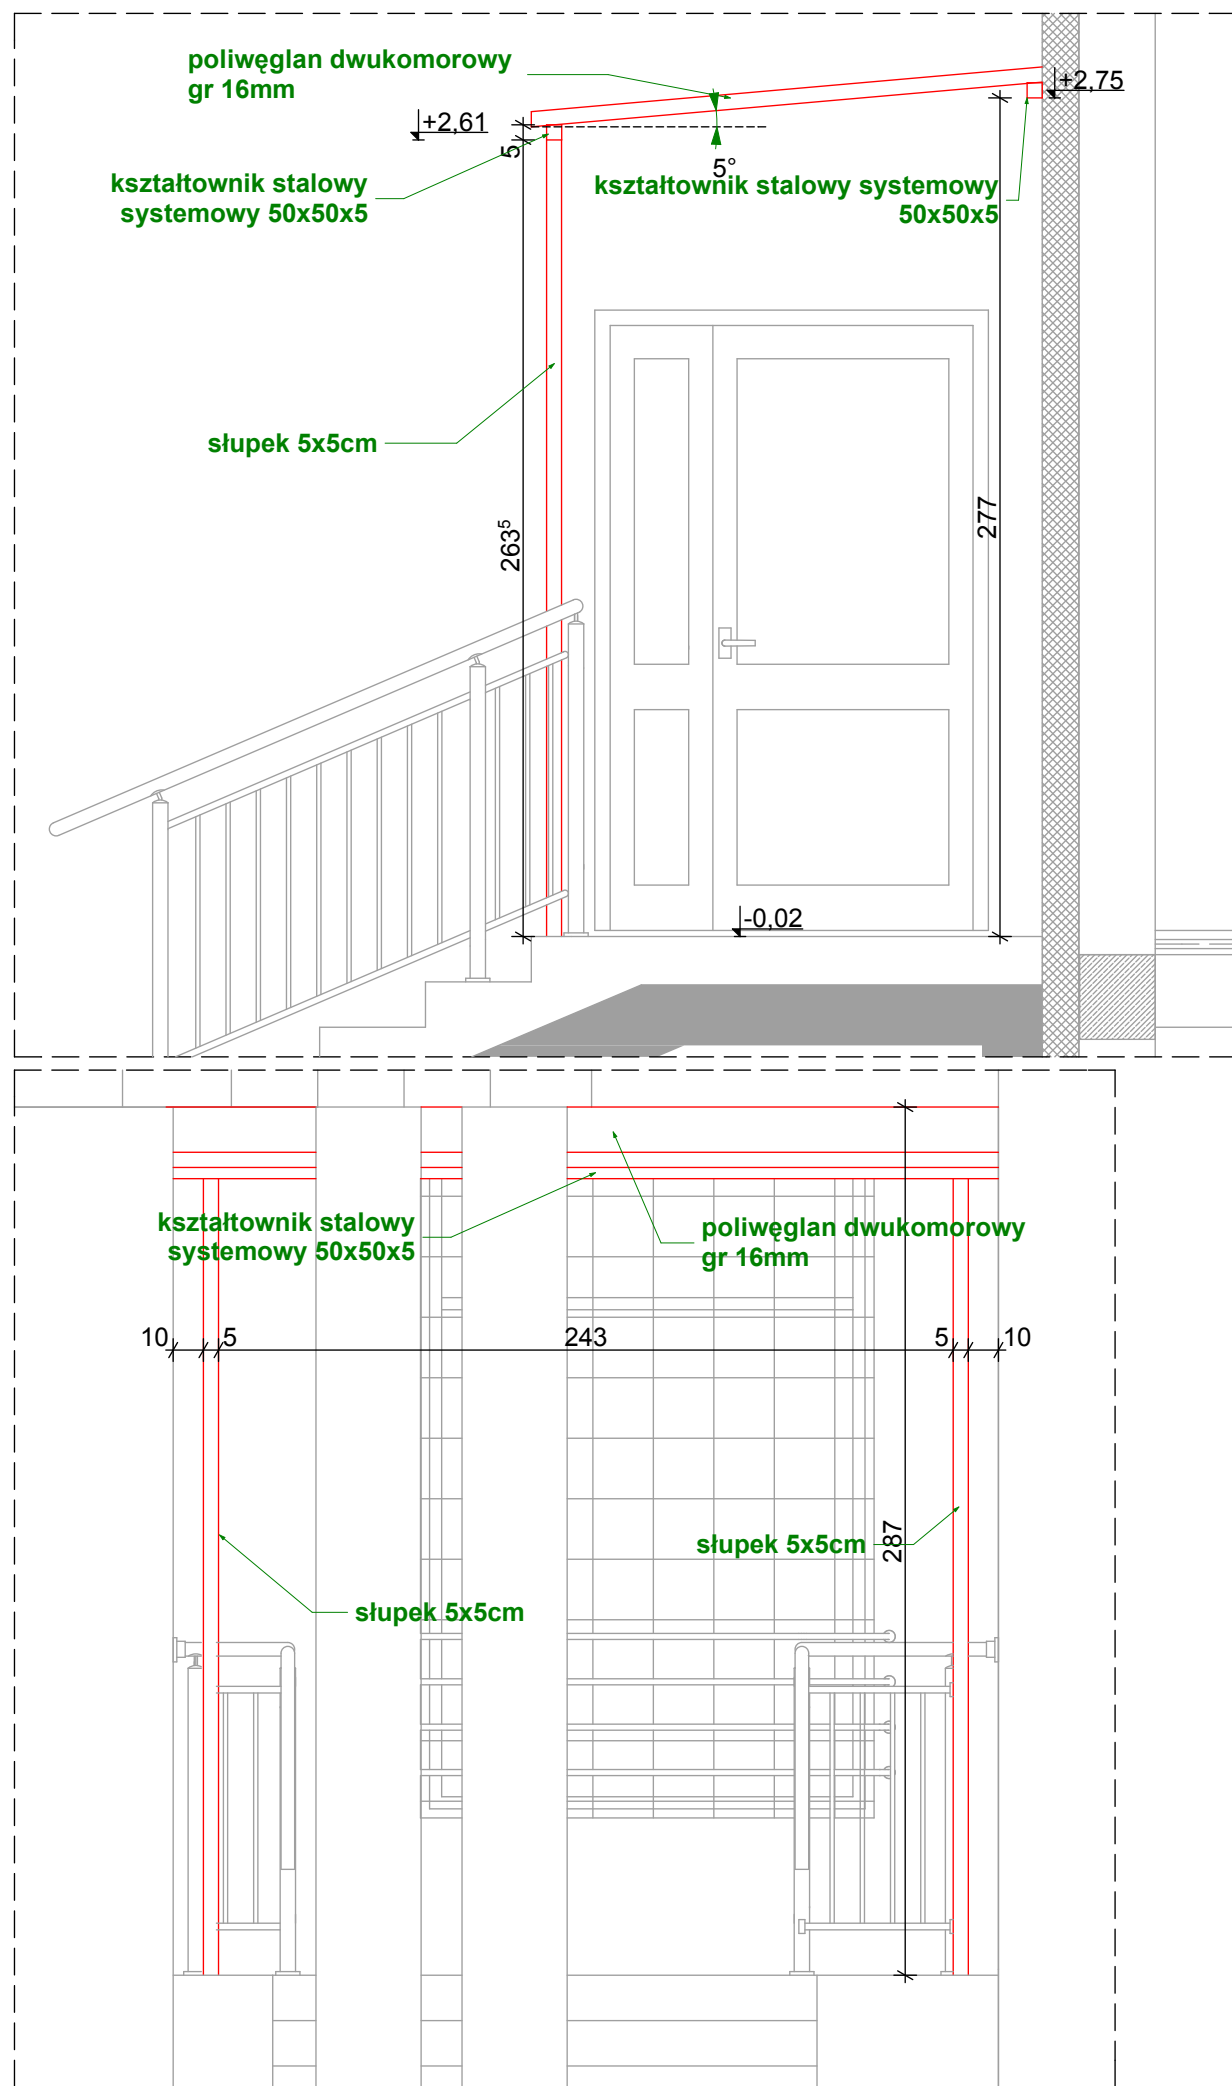 poliwęglan dwukomorowy
gr 16mm
+2,75
+2,61
5
5°
kształtownik stalowy
systemowy 50x50x5
kształtownik stalowy systemowy
50x50x5
słupek 5x5cm
263⁵
277
-0,02
kształtownik stalowy
systemowy 50x50x5
poliwęglan dwukomorowy
gr 16mm
10
5
243
5
10
287
słupek 5x5cm
słupek 5x5cm